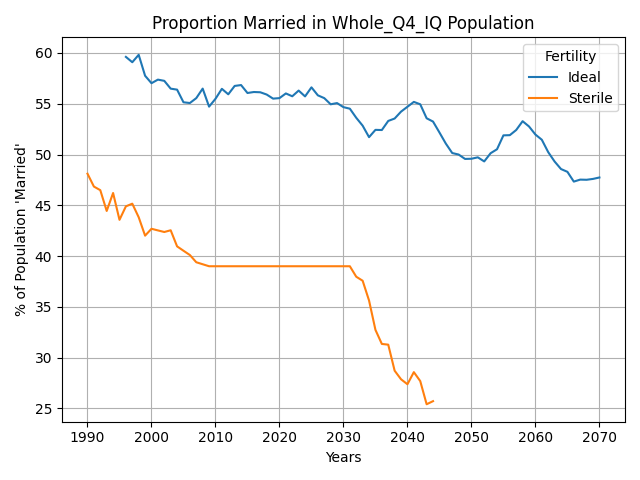 Proportion Married in Whole_Q4_IQ Population
% of Population 'Married'
60
55
50
45
40
35
30
25
Fertility
Ideal
Sterile
1990 2000 2010 2020 2030 2040 2050 2060 2070
Years